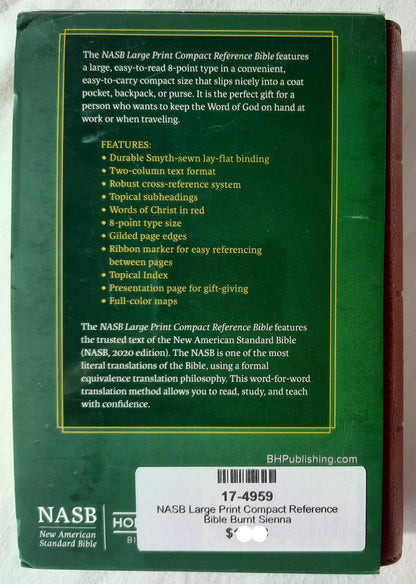 The NASB Large Print Compact Reference Bible features
a large, easy-to-read 8-point type in a convenient,
easy-to-carry compact size that slips nicely into a coat
pocket, backpack, or purse. It is the perfect gift for a
person who wants to keep the Word of God on hand at
work or when traveling.
FEATURES:
◆ Durable Smyth-sewn lay-flat binding
◆ Two-column text format
◆ Robust cross-reference system
◆ Topical subheadings
◆ Words of Christ in red
◆ 8-point type size
◆ Gilded page edges
◆ Ribbon marker for easy referencing
between pages
◆ Topical Index
◆ Presentation page for gift-giving
◆ Full-color maps
The NASB Large Print Compact Reference Bible features
the trusted text of the New American Standard Bible
(NASB, 2020 edition). The NASB is one of the most
literal translations of the Bible, using a formal
equivalence translation philosophy. This word-for-word
translation method allows you to read, study, and teach
with confidence.
BHPublishing.com
17-4959
NASB Large Print Compact Reference
Bible Burnt Sienna
$
NASB
New American
Standard Bible